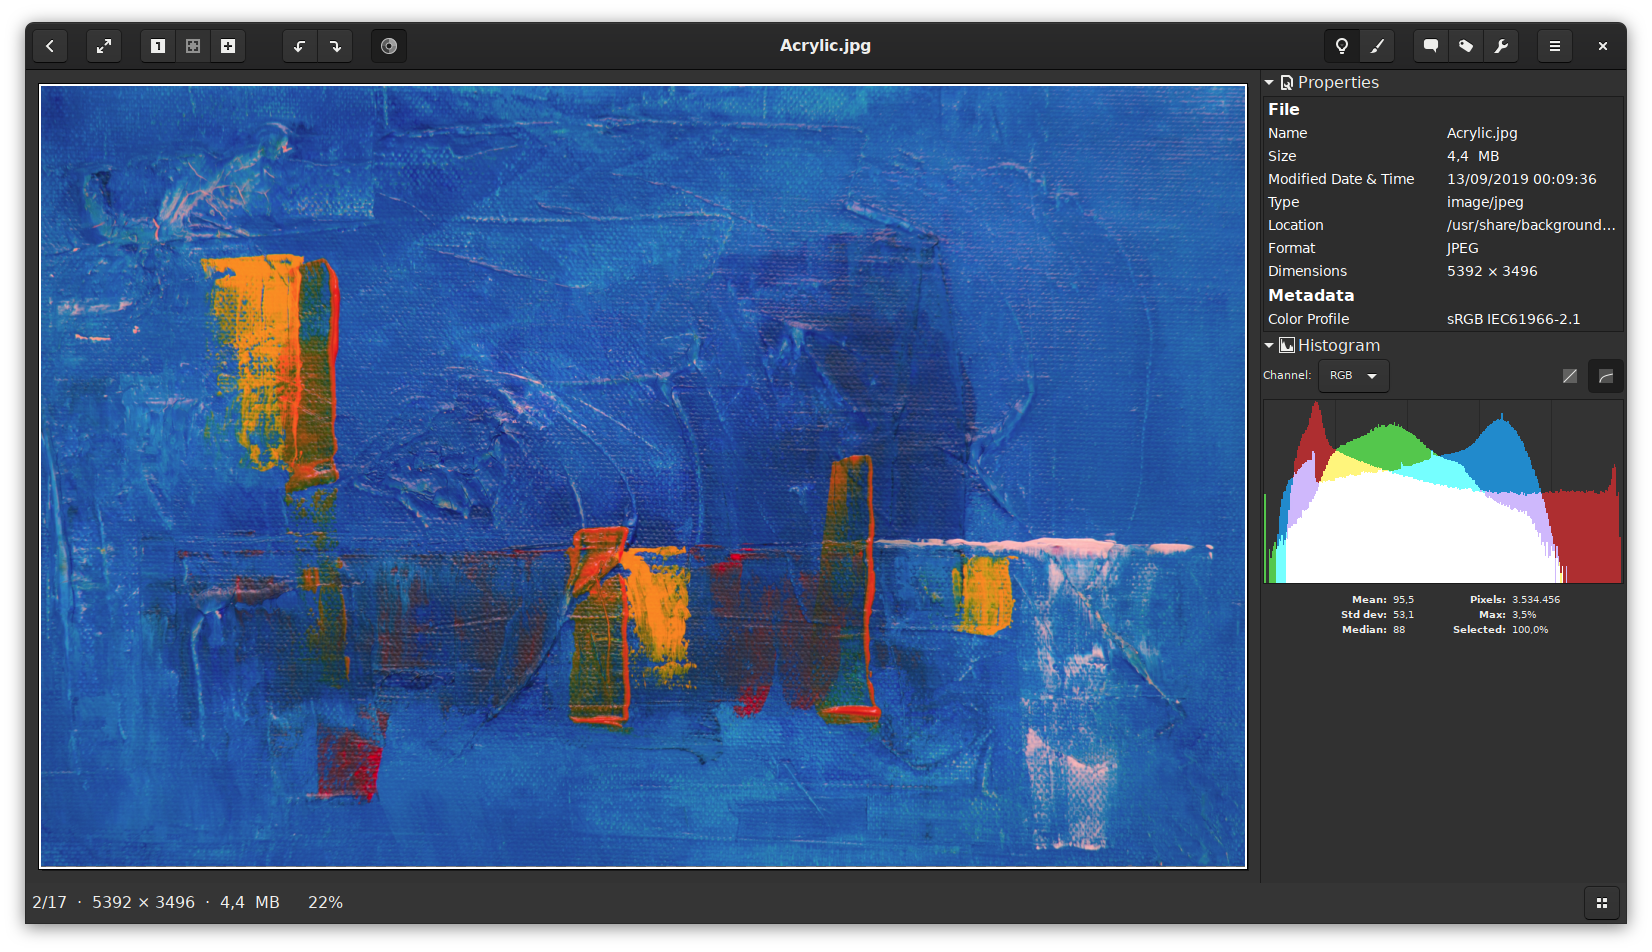 Acrylic.jpg
Properties
File
Name Acrylic.jpg
Size 4,4 MB
Modified Date & Time 13/09/2019 00:09:36
Type image/jpeg
Location /usr/share/background…
Format JPEG
Dimensions 5392 × 3496
Metadata
Color Profile sRGB IEC61966-2.1
Histogram
Channel: RGB
Mean: 95,5 Pixels: 3.534.456
Std dev: 53,1 Max: 3,5%
Median: 88 Selected: 100,0%
2/17 · 5392 × 3496 · 4,4 MB 22%